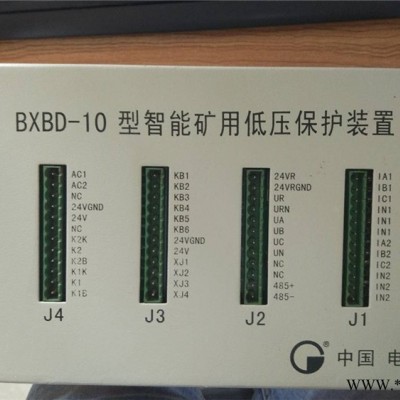 BXBD-10 型智能矿用低压保护装置
AC1
AC2
NC
24VGND
24V
NC
K2K
K2
K2B
K1K
K1
K1B
J4
KB1
KB2
KB3
KB4
KB5
KB6
24VGND
24V
XJ1
XJ2
XJ3
XJ4
J3
24VR
24VRGND
UR
URN
UA
UB
UC
UN
NC
NC
485+
485-
J2
IA1
IB1
IC1
IN1
IN1
IN1
IA2
IB2
IC2
IN2
IN2
IN2
J1
中国 电
www.